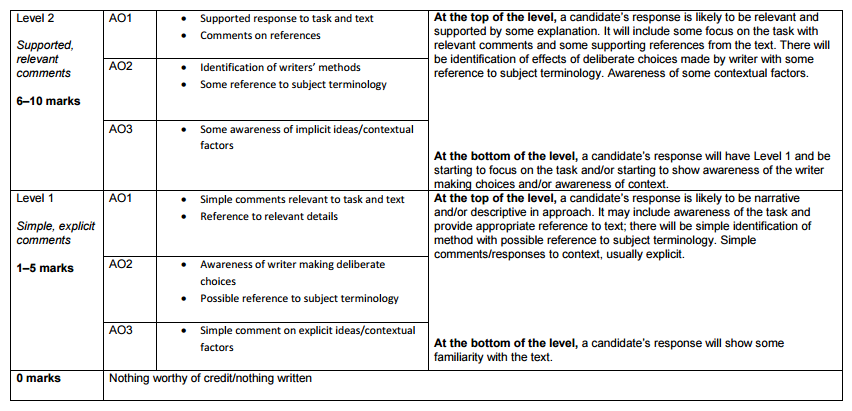 Level 2
Supported,
relevant
comments
6–10 marks
AO1
• Supported response to task and text
• Comments on references
AO2
• Identification of writers' methods
• Some reference to subject terminology
AO3
• Some awareness of implicit ideas/contextual
factors
At the top of the level, a candidate's response is likely to be relevant and
supported by some explanation. It will include some focus on the task with
relevant comments and some supporting references from the text. There will
be identification of effects of deliberate choices made by writer with some
reference to subject terminology. Awareness of some contextual factors.
At the bottom of the level, a candidate's response will have Level 1 and be
starting to focus on the task and/or starting to show awareness of the writer
making choices and/or awareness of context.
Level 1
Simple, explicit
comments
1–5 marks
AO1
• Simple comments relevant to task and text
• Reference to relevant details
AO2
• Awareness of writer making deliberate
choices
• Possible reference to subject terminology
AO3
• Simple comment on explicit ideas/contextual
factors
At the top of the level, a candidate's response is likely to be narrative
and/or descriptive in approach. It may include awareness of the task and
provide appropriate reference to text; there will be simple identification of
method with possible reference to subject terminology. Simple
comments/responses to context, usually explicit.
At the bottom of the level, a candidate's response will show some
familiarity with the text.
0 marks
Nothing worthy of credit/nothing written